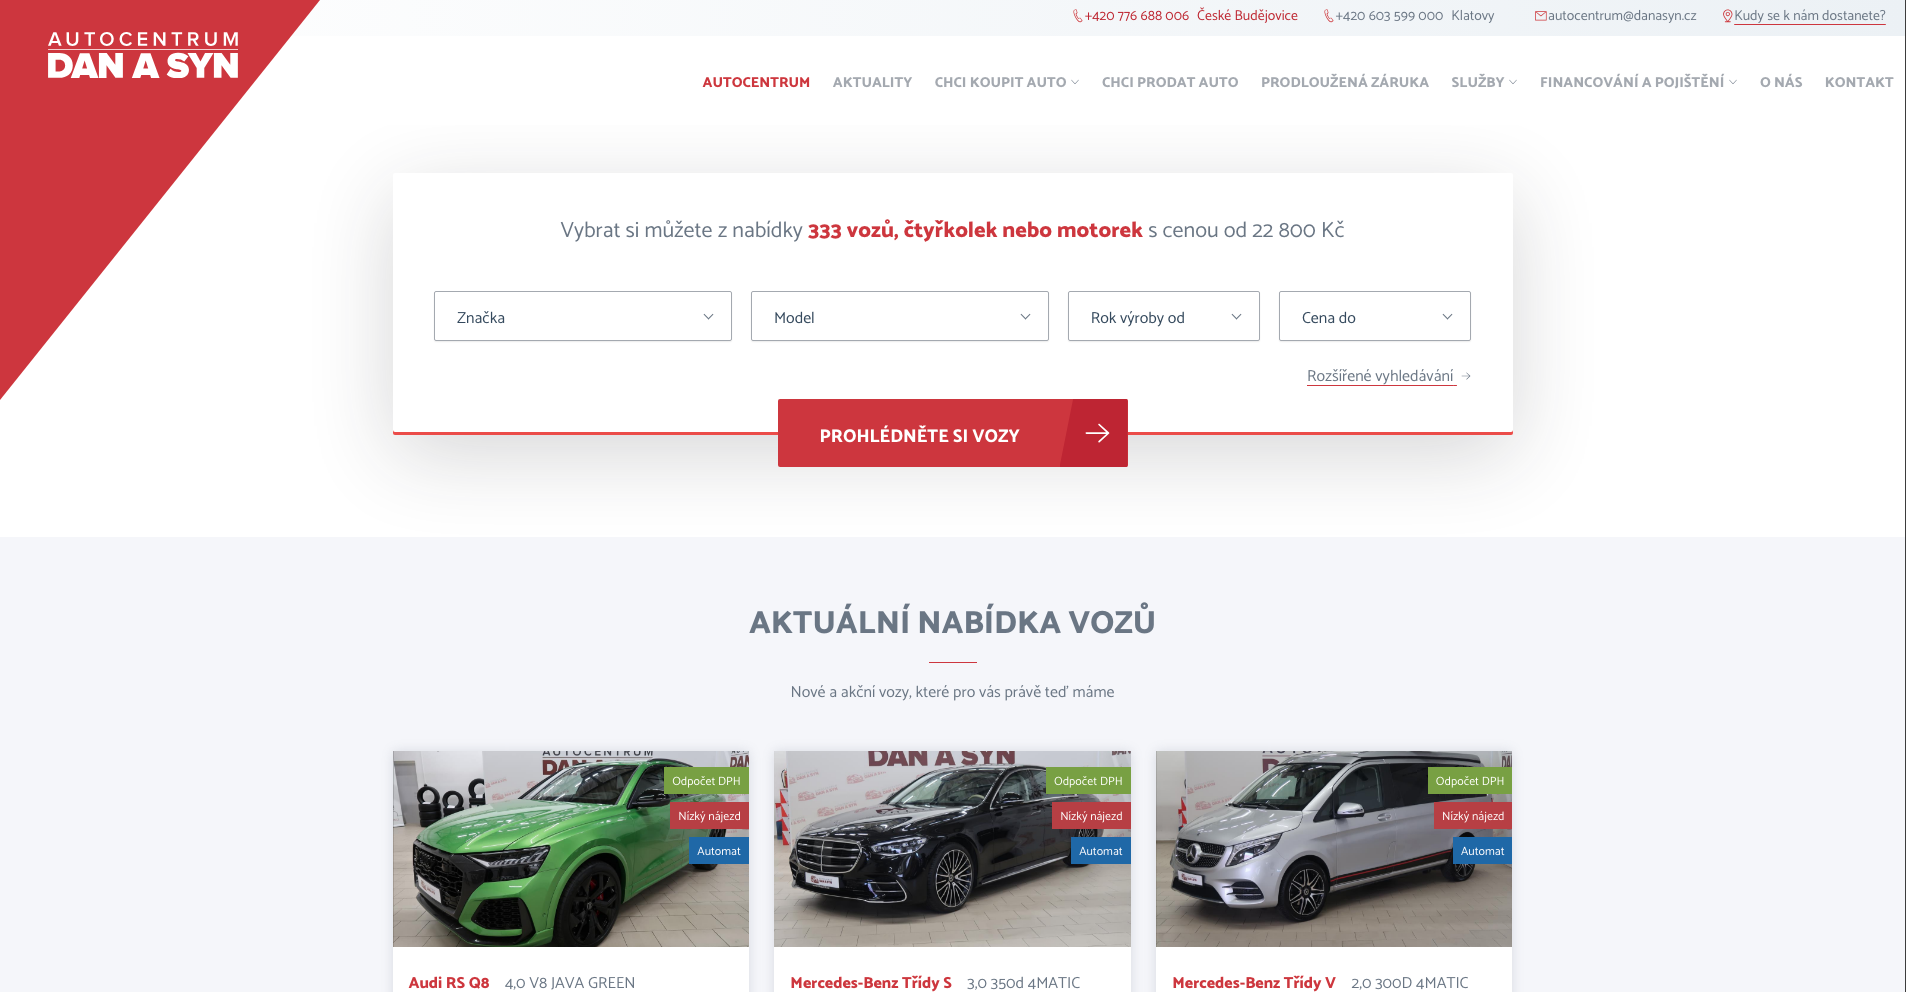 +420 776 688 006 České Budějovice +420 603 599 000 Klatovy autocentrum@danasyn.cz Kudy se k nám dostanete?
AUTOCENTRUM
DAN A SYN
AUTOCENTRUM AKTUALITY CHCI KOUPIT AUTO CHCI PRODAT AUTO PRODLOUŽENÁ ZÁRUKA SLUŽBY FINANCOVÁNÍ A POJIŠTĚNÍ O NÁS KONTAKT
Vybrat si můžete z nabídky 333 vozů, čtyřkolek nebo motorek s cenou od 22 800 Kč
Značka Model Rok výroby od Cena do
Rozšířené vyhledávání
PROHLÉDNĚTE SI VOZY
AKTUÁLNÍ NABÍDKA VOZŮ
Nové a akční vozy, které pro vás právě teď máme
AUTOCENTRUM
DAN A SYN
Odpočet DPH
Nízký nájezd
Automat
DAN A SYN
Odpočet DPH
Nízký nájezd
Automat
Odpočet DPH
Nízký nájezd
Automat
Audi RS Q8 4,0 V8 JAVA GREEN
Mercedes-Benz Třídy S 3,0 350d 4MATIC
Mercedes-Benz Třídy V 2,0 300D 4MATIC